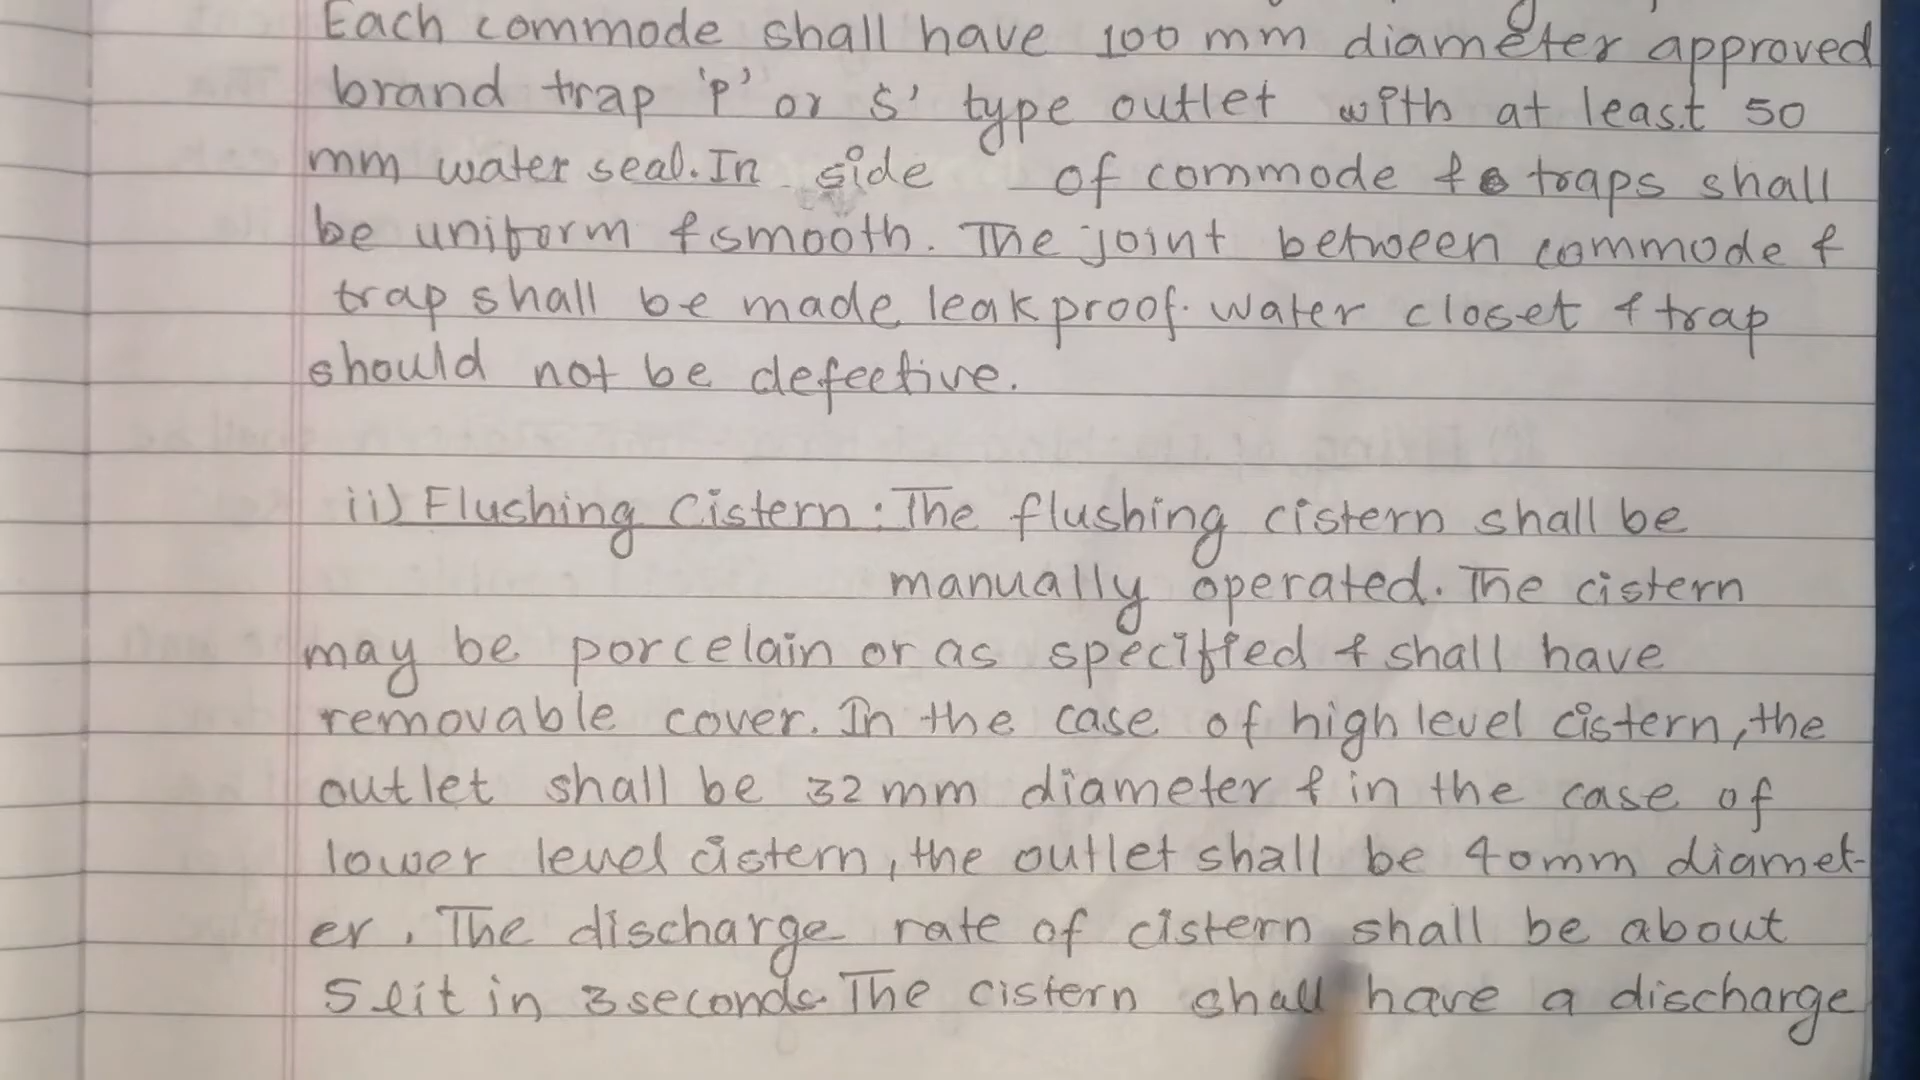 Each commode shall have 100 mm diameter approved
brand trap 'P' or S' type outlet with at least 50
mm water seal. In side of commode & traps shall
be uniform & smooth. The joint between commode &
trap shall be made leak proof. Water closet & trap
should not be defective.
ii) Flushing Cistern : The flushing cistern shall be
manually operated. The cistern
may be porcelain or as specified & shall have
removable cover. In the case of high level cistern, the
outlet shall be 32 mm diameter & in the case of
lower level cistern, the outlet shall be 40mm diamet-
er. The discharge rate of cistern shall be about
5 lit in 3 seconds. The cistern shall have a discharge